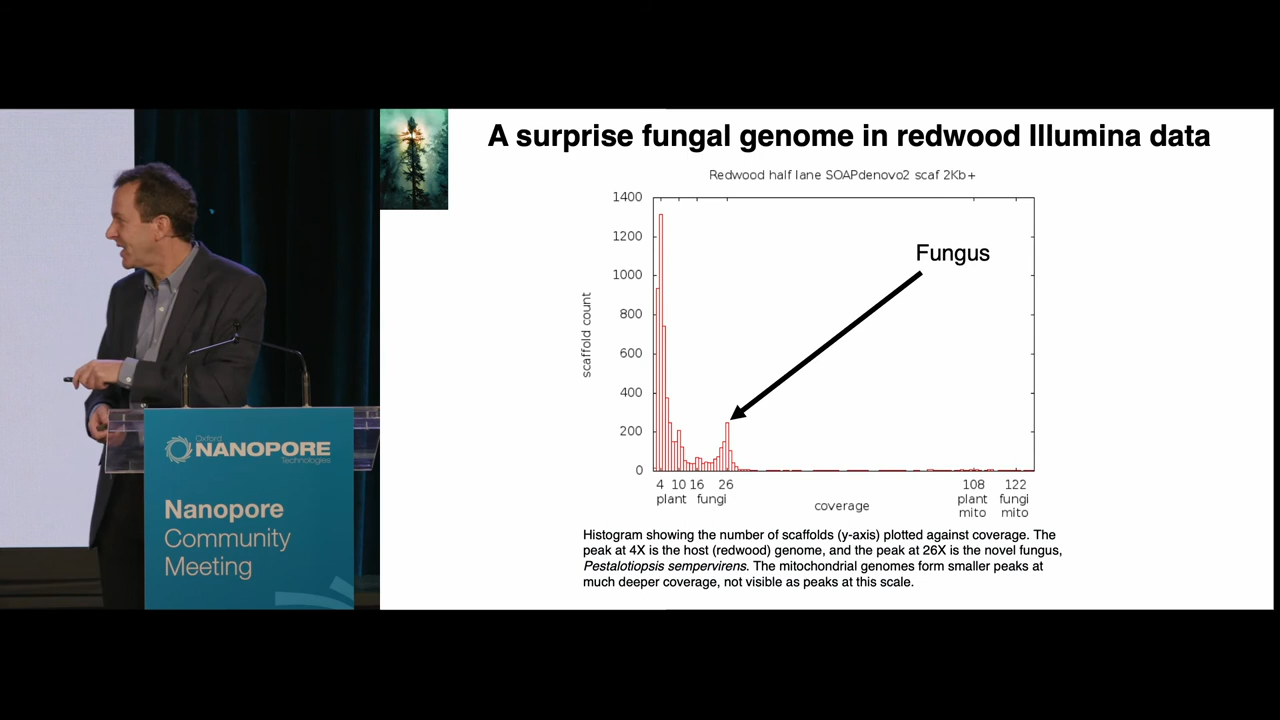 A surprise fungal genome in redwood Illumina data
Redwood half lane SOAPdenovo2 scaf 2Kb+
1400
1200
1000
800
600
400
200
0
scaffold count
Fungus
4 10 16 26 108 122
plant fungi plant fungi
mito mito
coverage
Histogram showing the number of scaffolds (y-axis) plotted against coverage. The
peak at 4X is the host (redwood) genome, and the peak at 26X is the novel fungus,
Pestalotiopsis sempervirens. The mitochondrial genomes form smaller peaks at
much deeper coverage, not visible as peaks at this scale.
Oxford
NANOPORE
Technologies
Nanopore
Community
Meeting